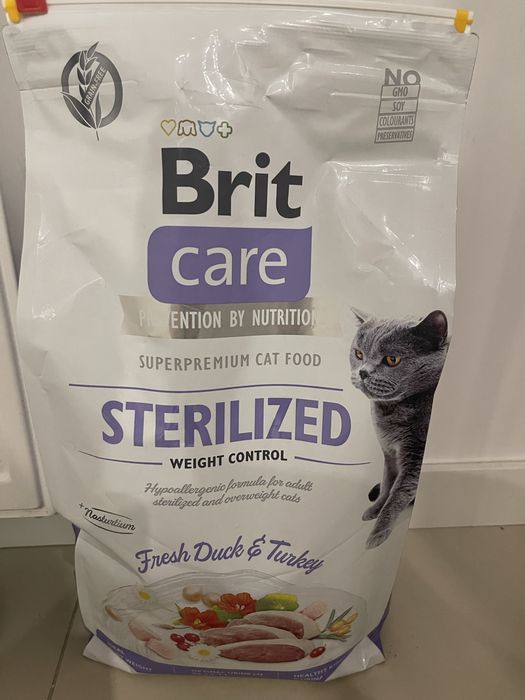 GRAIN-FREE
NO
GMO
SOY
COLOURANTS
PRESERVATIVES
Brit
care
PREVENTION BY NUTRITION
SUPERPREMIUM CAT FOOD
STERILIZED
WEIGHT CONTROL
Hypoallergenic formula for adult
sterilized and overweight cats
+Nasturtium
Fresh Duck & Turkey